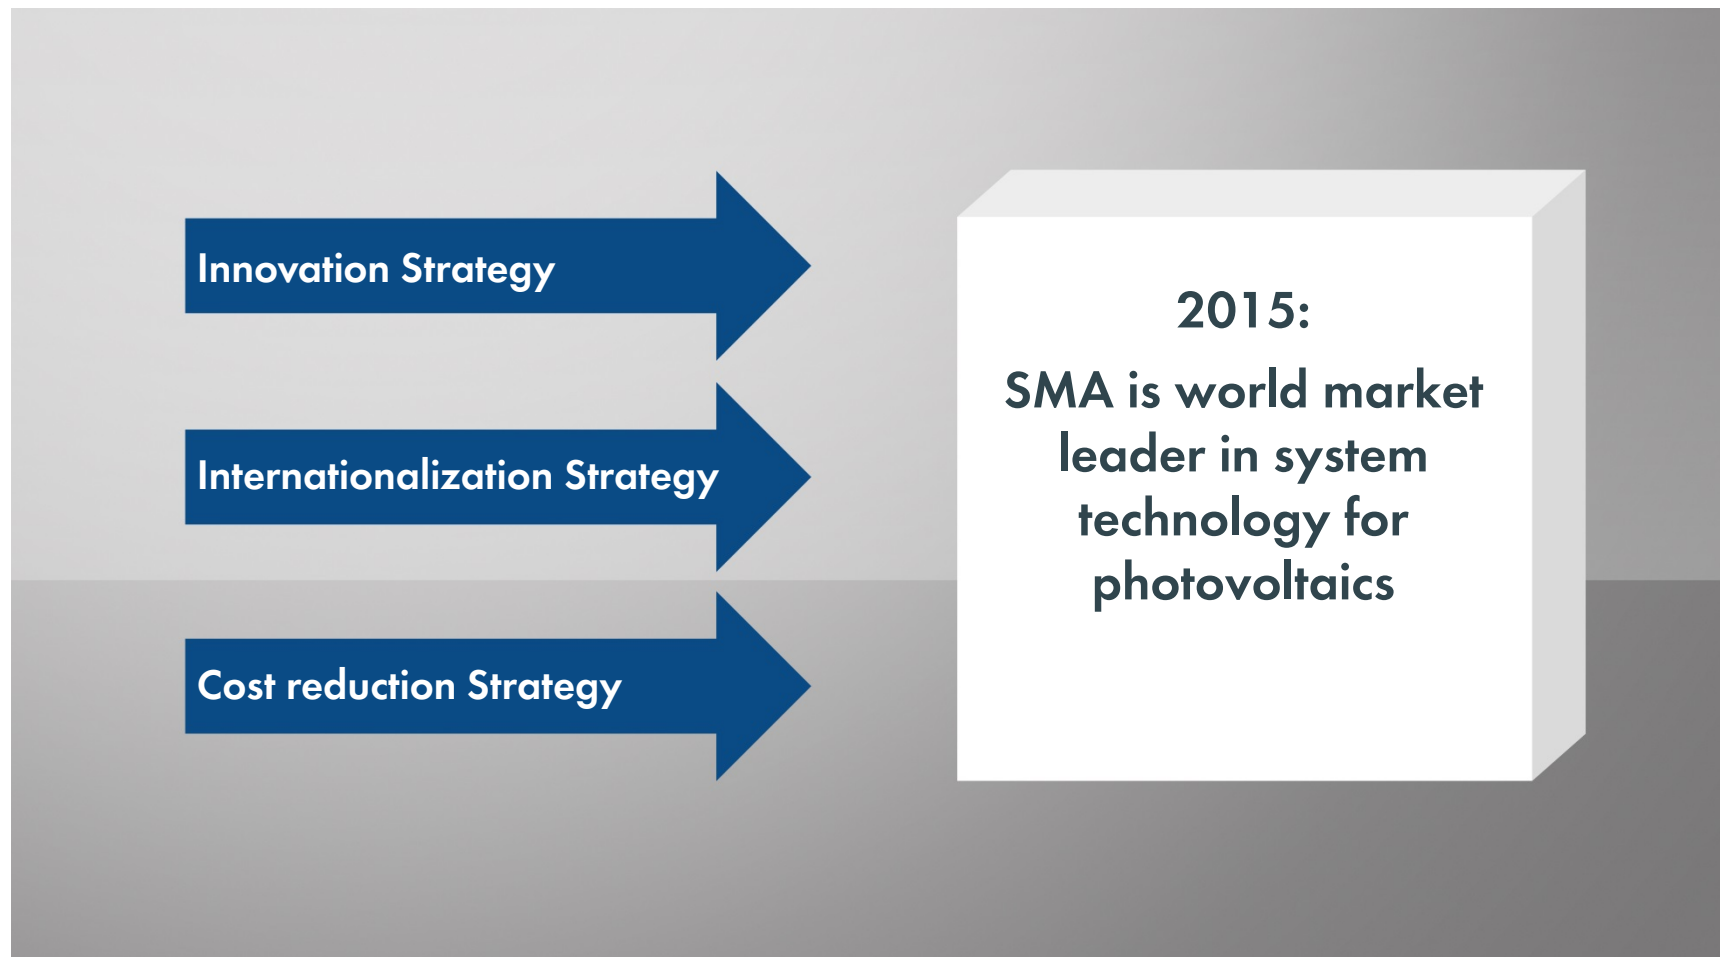 Innovation Strategy
Internationalization Strategy
Cost reduction Strategy
2015:
SMA is world market
leader in system
technology for
photovoltaics